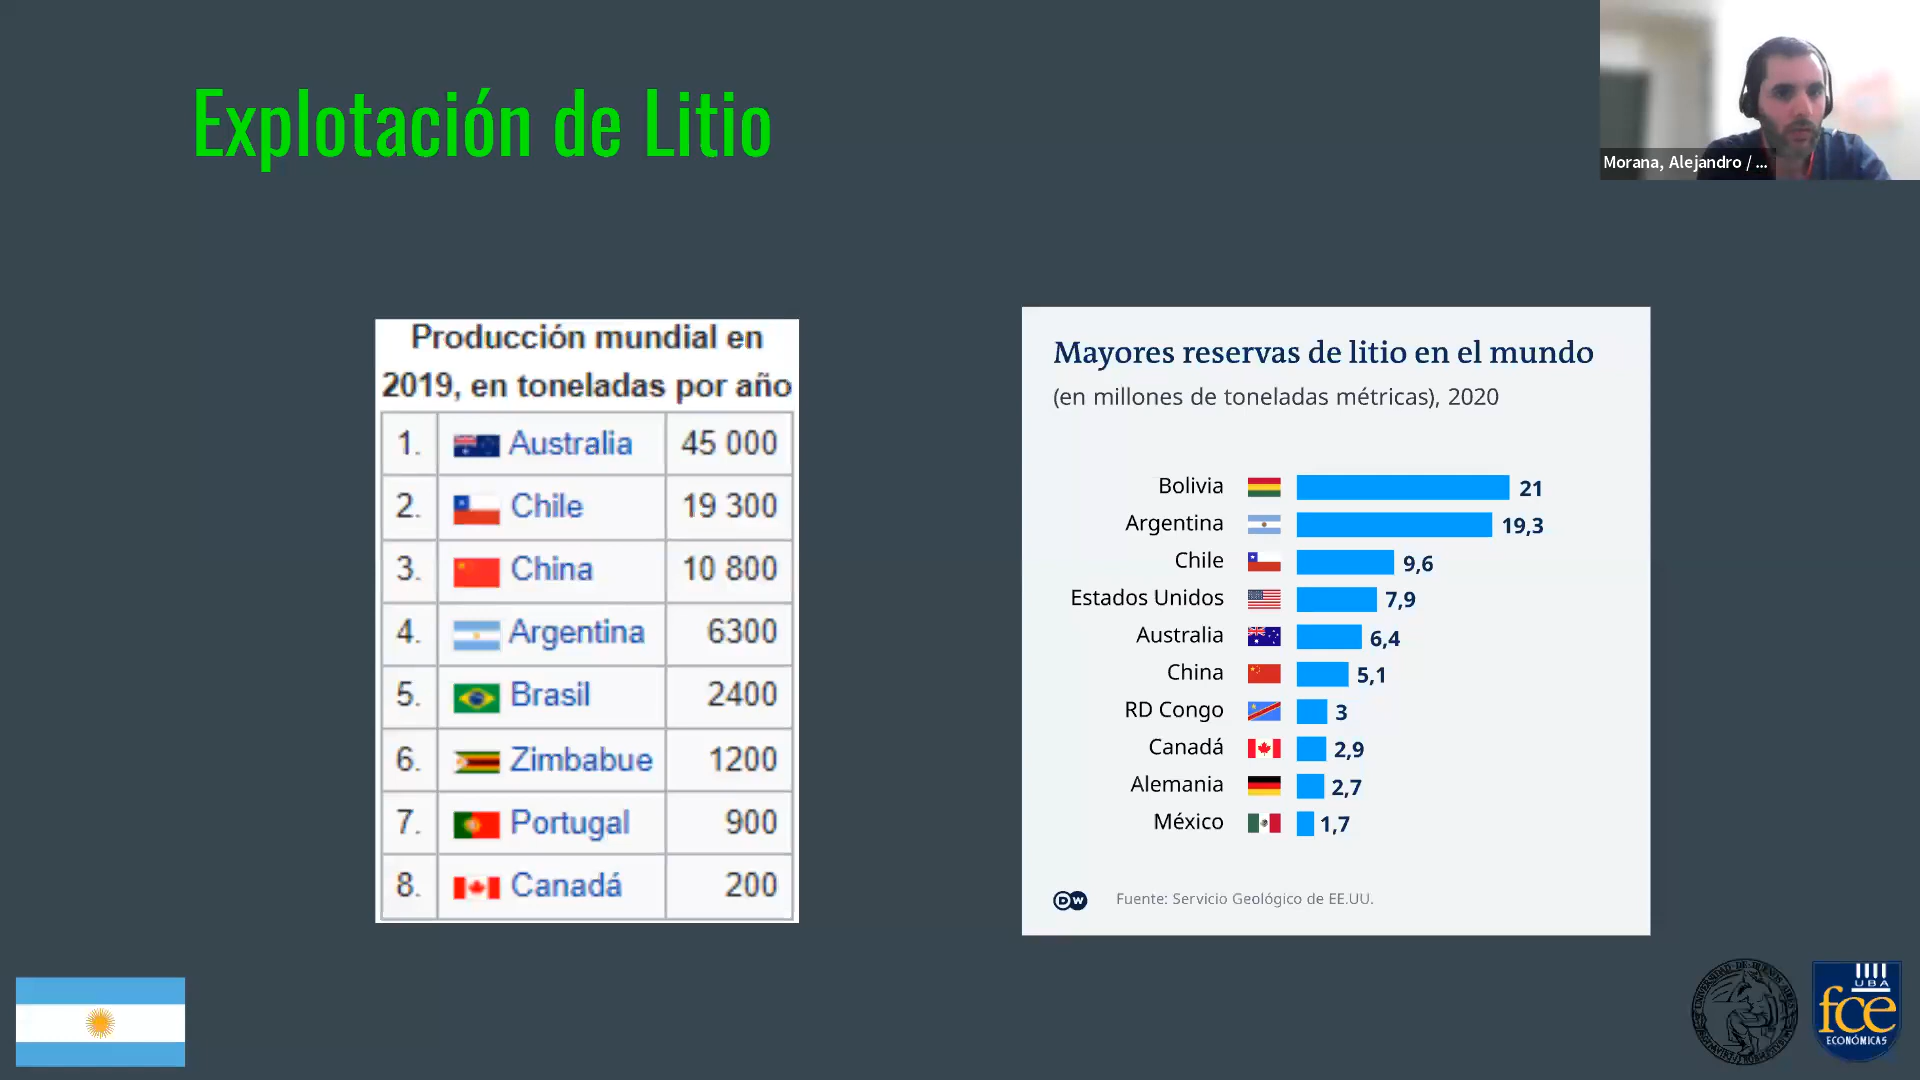 Explotación de Litio
Morana, Alejandro / ...
Producción mundial en
2019, en toneladas por año
1. Australia 45 000
2. Chile 19 300
3. China 10 800
4. Argentina 6300
5. Brasil 2400
6. Zimbabue 1200
7. Portugal 900
8. Canadá 200
Mayores reservas de litio en el mundo
(en millones de toneladas métricas), 2020
Bolivia 21
Argentina 19,3
Chile 9,6
Estados Unidos 7,9
Australia 6,4
China 5,1
RD Congo 3
Canadá 2,9
Alemania 2,7
México 1,7
DW Fuente: Servicio Geológico de EE.UU.
UBA
fce
ECONÓMICAS